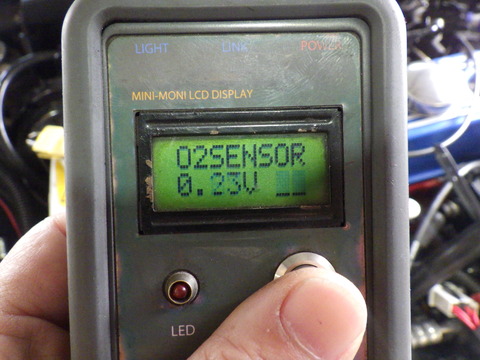 LIGHT LINK POWER
MINI-MONI LCD DISPLAY
O2SENSOR
0.23V
LED